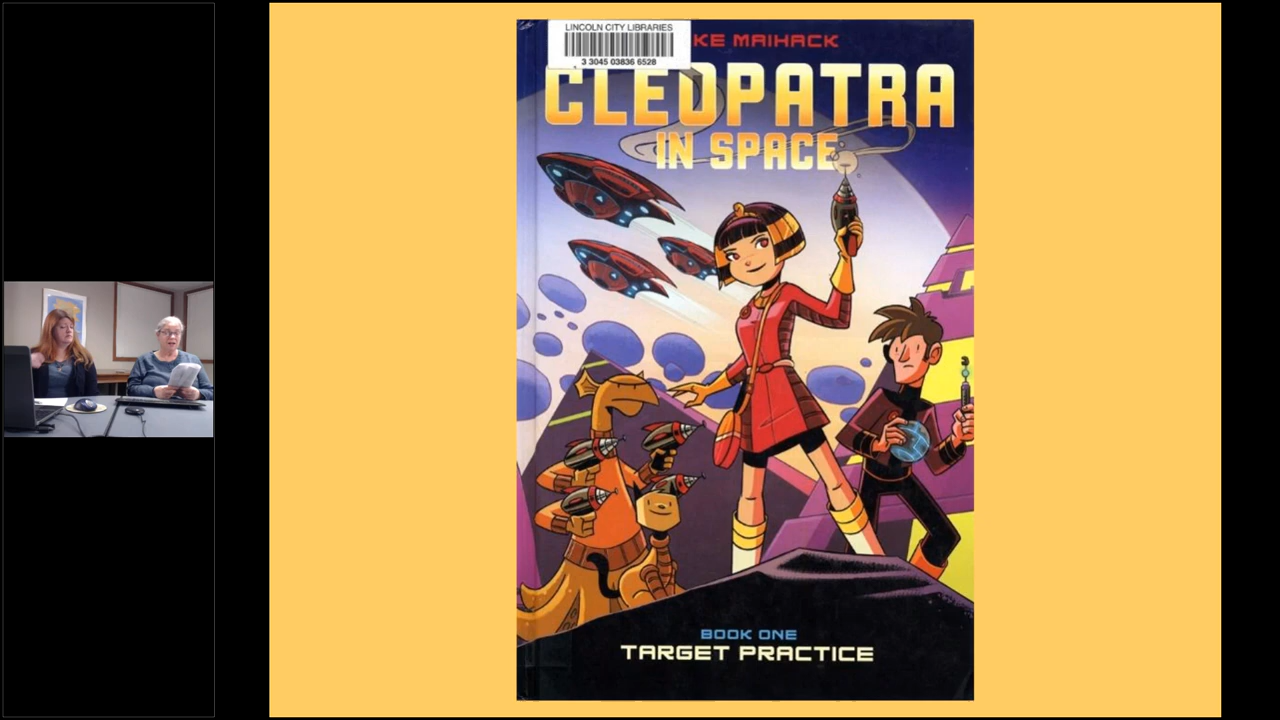 LINCOLN CITY LIBRARIES
3 3045 03836 6528
KE MAIHACK
CLEOPATRA
IN SPACE
BOOK ONE
TARGET PRACTICE